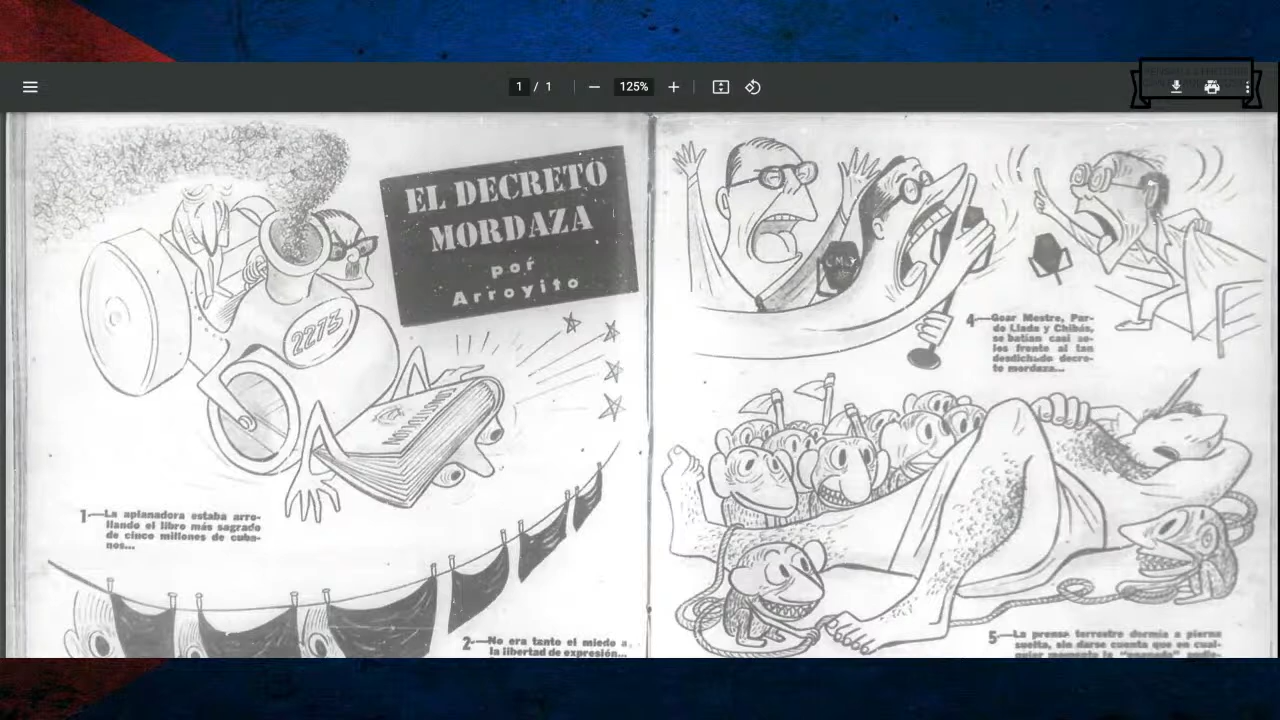 1 / 1
125%
EL DECRETO
MORDAZA
por
Arroyito
2273
1—La aplanadora estaba arro-
llando el libro más sagrado
de cinco millones de cuba-
nos...
2—No era tanto el miedo a
la libertad de expresión...
CMQ
4—Goar Mestre, Par-
do Llada y Chibás,
se batían casi so-
los frente al tan
desdichado decre-
to mordaza...
5—La prensa terrestre dormía a pierna
suelta, sin darse cuenta que en cual-
quier momento la